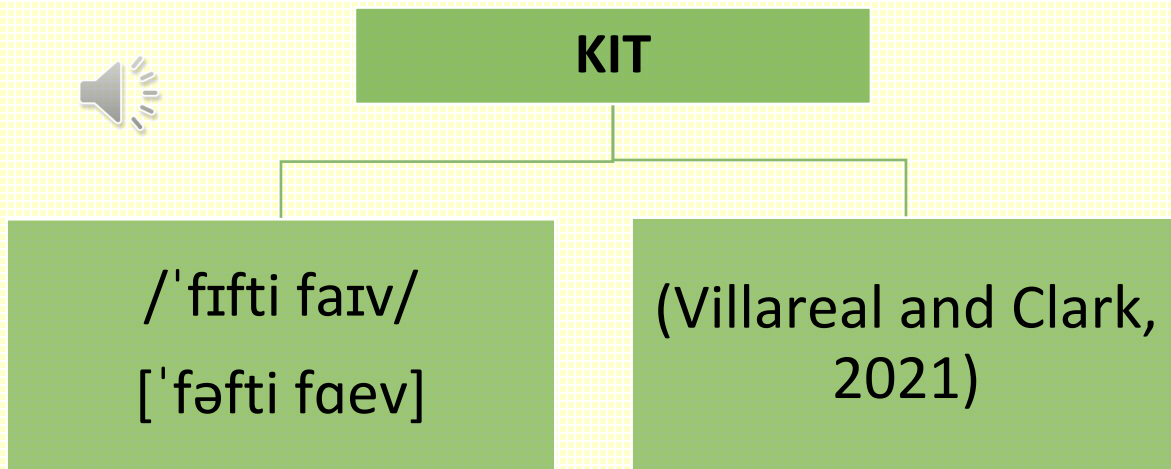 KIT
/ˈfɪfti faɪv/
[ˈfəfti fɑev]
(Villareal and Clark,
2021)